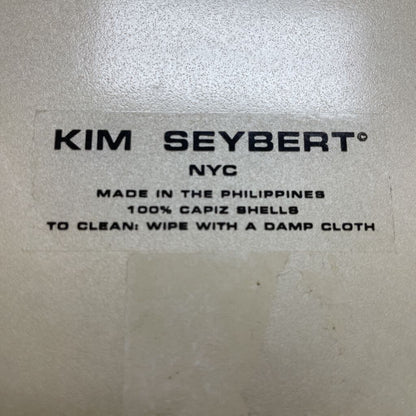 KIM SEYBERT©
NYC
MADE IN THE PHILIPPINES
100% CAPIZ SHELLS
TO CLEAN: WIPE WITH A DAMP CLOTH